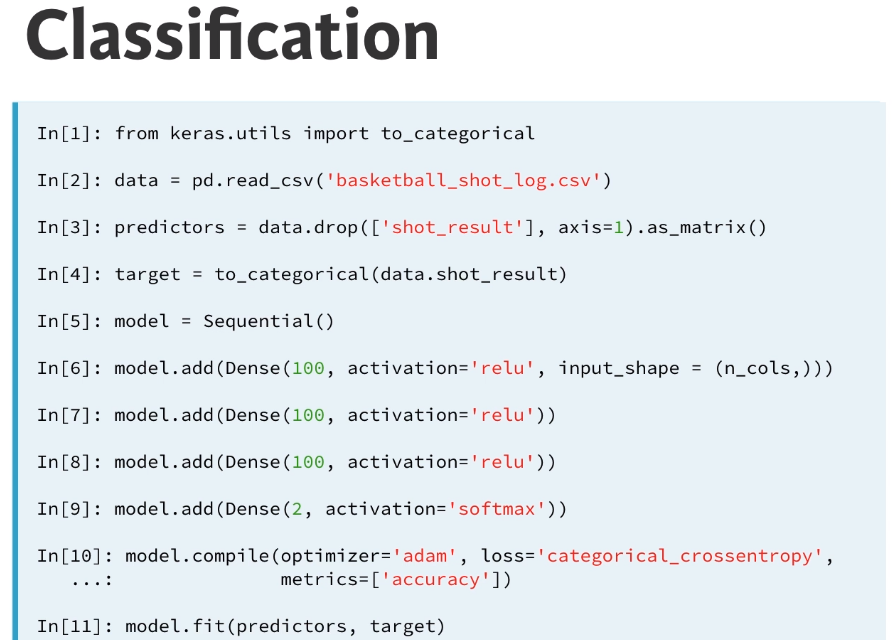 Classification
In[1]: from keras.utils import to_categorical
In[2]: data = pd.read_csv('basketball_shot_log.csv')
In[3]: predictors = data.drop(['shot_result'], axis=1).as_matrix()
In[4]: target = to_categorical(data.shot_result)
In[5]: model = Sequential()
In[6]: model.add(Dense(100, activation='relu', input_shape = (n_cols,)))
In[7]: model.add(Dense(100, activation='relu'))
In[8]: model.add(Dense(100, activation='relu'))
In[9]: model.add(Dense(2, activation='softmax'))
In[10]: model.compile(optimizer='adam', loss='categorical_crossentropy',
...: metrics=['accuracy'])
In[11]: model.fit(predictors, target)